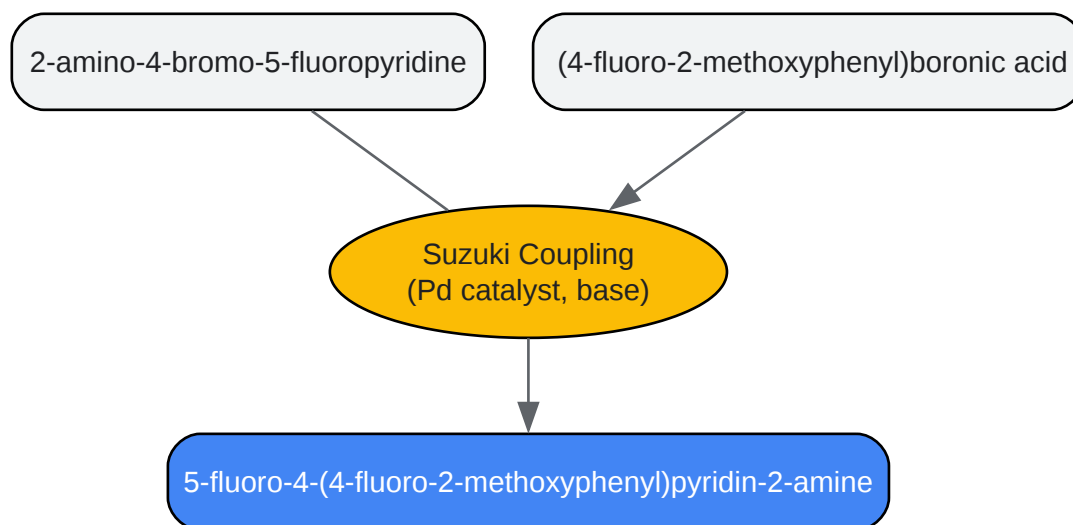 2-amino-4-bromo-5-fluoropyridine
(4-fluoro-2-methoxyphenyl)boronic acid
Suzuki Coupling
(Pd catalyst, base)
5-fluoro-4-(4-fluoro-2-methoxyphenyl)pyridin-2-amine